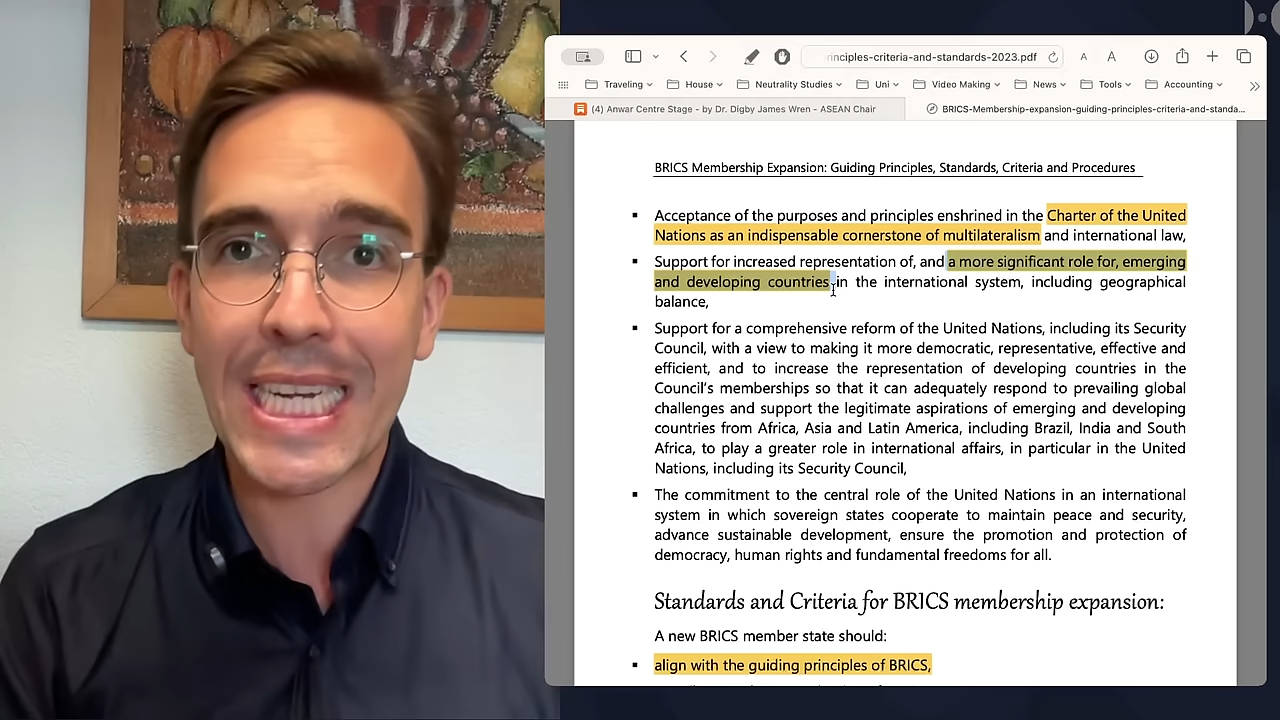 inciples-criteria-and-standards-2023.pdf
A A
Traveling House Neutrality Studies Uni Video Making News Tools Accounting
(4) Anwar Centre Stage - by Dr. Digby James Wren - ASEAN Chair
BRICS-Membership-expansion-guiding-principles-criteria-and-standa...
BRICS Membership Expansion: Guiding Principles, Standards, Criteria and Procedures
▪ Acceptance of the purposes and principles enshrined in the Charter of the United
Nations as an indispensable cornerstone of multilateralism and international law,
▪ Support for increased representation of, and a more significant role for, emerging
and developing countries in the international system, including geographical
balance,
▪ Support for a comprehensive reform of the United Nations, including its Security
Council, with a view to making it more democratic, representative, effective and
efficient, and to increase the representation of developing countries in the
Council's memberships so that it can adequately respond to prevailing global
challenges and support the legitimate aspirations of emerging and developing
countries from Africa, Asia and Latin America, including Brazil, India and South
Africa, to play a greater role in international affairs, in particular in the United
Nations, including its Security Council,
▪ The commitment to the central role of the United Nations in an international
system in which sovereign states cooperate to maintain peace and security,
advance sustainable development, ensure the promotion and protection of
democracy, human rights and fundamental freedoms for all.
Standards and Criteria for BRICS membership expansion:
A new BRICS member state should:
▪ align with the guiding principles of BRICS,